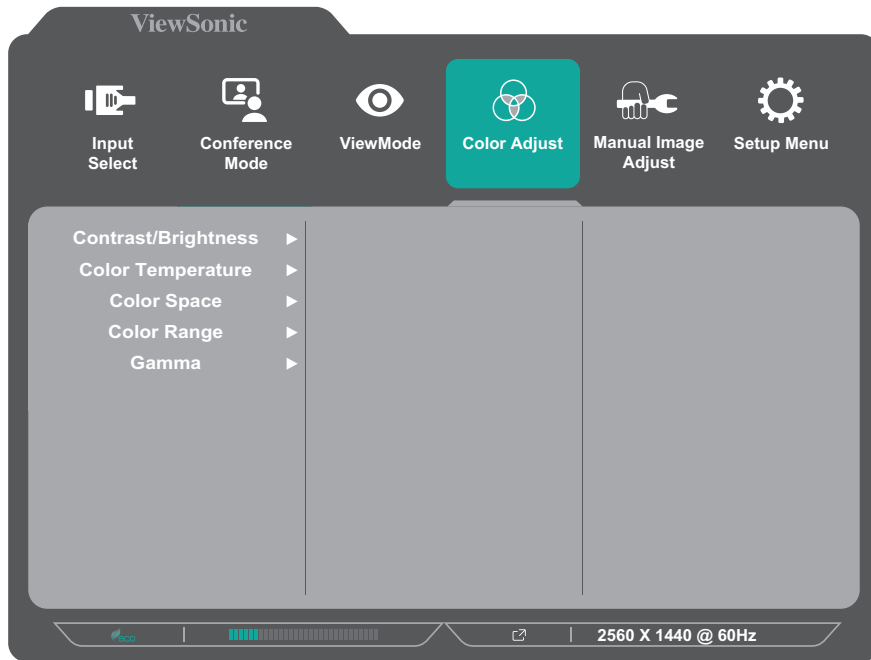 ViewSonic
Input
Select
Conference
Mode
ViewMode
Color Adjust
Manual Image
Adjust
Setup Menu
Contrast/Brightness
Color Temperature
Color Space
Color Range
Gamma
eco
2560 X 1440 @ 60Hz